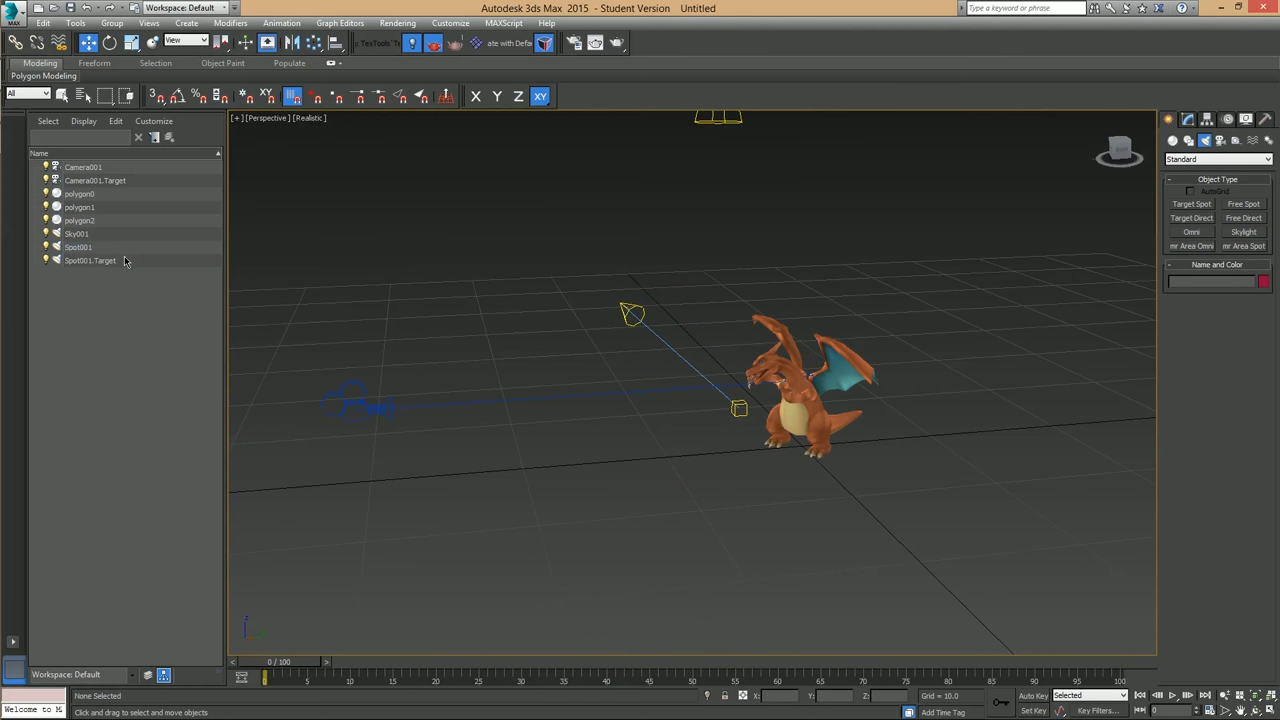 Workspace: Default
Autodesk 3ds Max 2015 - Student Version Untitled
Type a keyword or phrase
MAX
Edit Tools Group Views Create Modifiers Animation Graph Editors Rendering Customize MAXScript Help
View
TexTools
ate with Defa
Modeling Freeform Selection Object Paint Populate
Polygon Modeling
All
3
%
XY
X Y Z XY
Select Display Edit Customize
[+] [Perspective] [Realistic]
Name
Camera001
Camera001.Target
polygon0
polygon1
polygon2
Sky001
Spot001
Spot001.Target
Standard
- Object Type
AutoGrid
Target Spot Free Spot
Target Direct Free Direct
Omni Skylight
mr Area Omni mr Area Spot
- Name and Color
z
< 0 / 100 >
Workspace: Default
0 5 10 15 20 25 30 35 40 45 50 55 60 65 70 75 80 85 90 95 100
None Selected X: Y: Z: Grid = 10.0 Auto Key Selected
Welcome to M Click and drag to select and move objects Add Time Tag Set Key Key Filters... 0